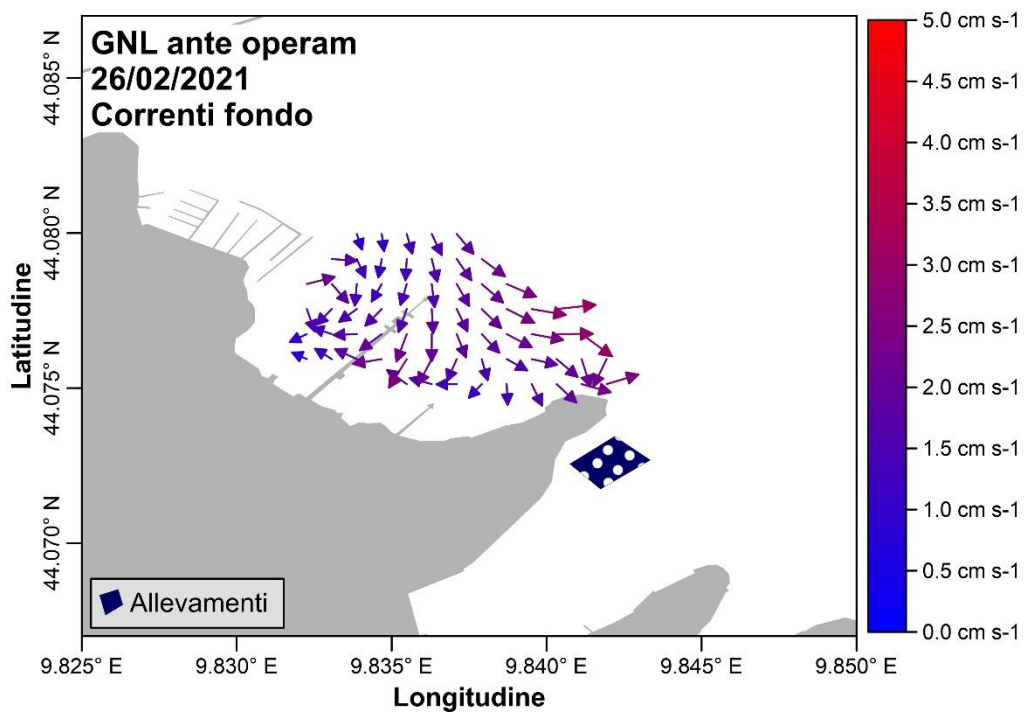 GNL ante operam
26/02/2021
Correnti fondo
Latitudine
44.085° N
44.080° N
44.075° N
44.070° N
Allevamenti
9.825° E
9.830° E
9.835° E
9.840° E
9.845° E
9.850° E
Longitudine
5.0 cm s-1
4.5 cm s-1
4.0 cm s-1
3.5 cm s-1
3.0 cm s-1
2.5 cm s-1
2.0 cm s-1
1.5 cm s-1
1.0 cm s-1
0.5 cm s-1
0.0 cm s-1